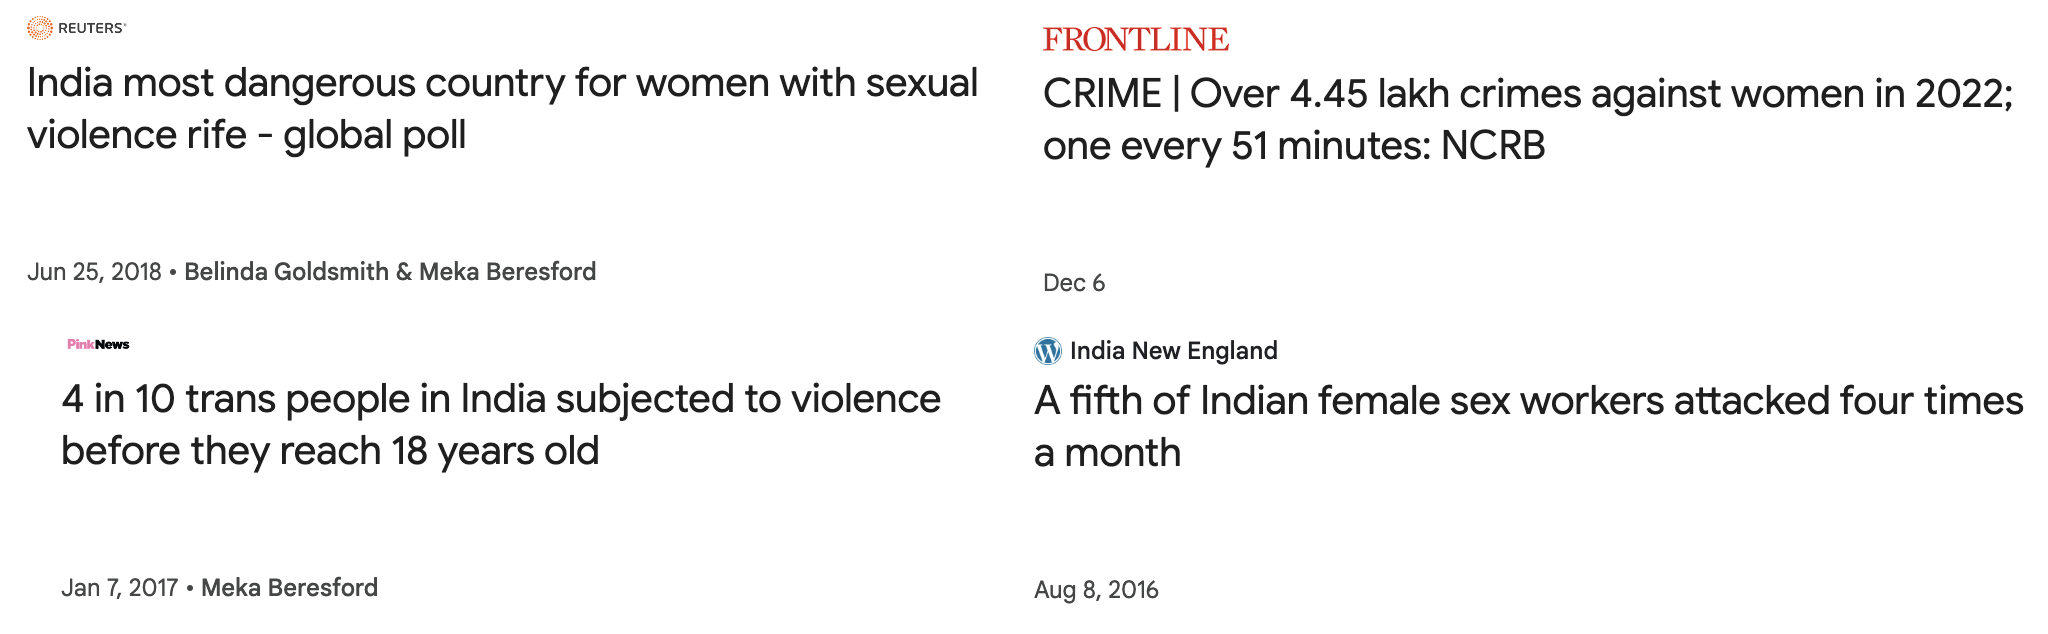 REUTERS®
India most dangerous country for women with sexual
violence rife - global poll
Jun 25, 2018 • Belinda Goldsmith & Meka Beresford
FRONTLINE
CRIME | Over 4.45 lakh crimes against women in 2022;
one every 51 minutes: NCRB
Dec 6
PinkNews
4 in 10 trans people in India subjected to violence
before they reach 18 years old
Jan 7, 2017 • Meka Beresford
India New England
A fifth of Indian female sex workers attacked four times
a month
Aug 8, 2016